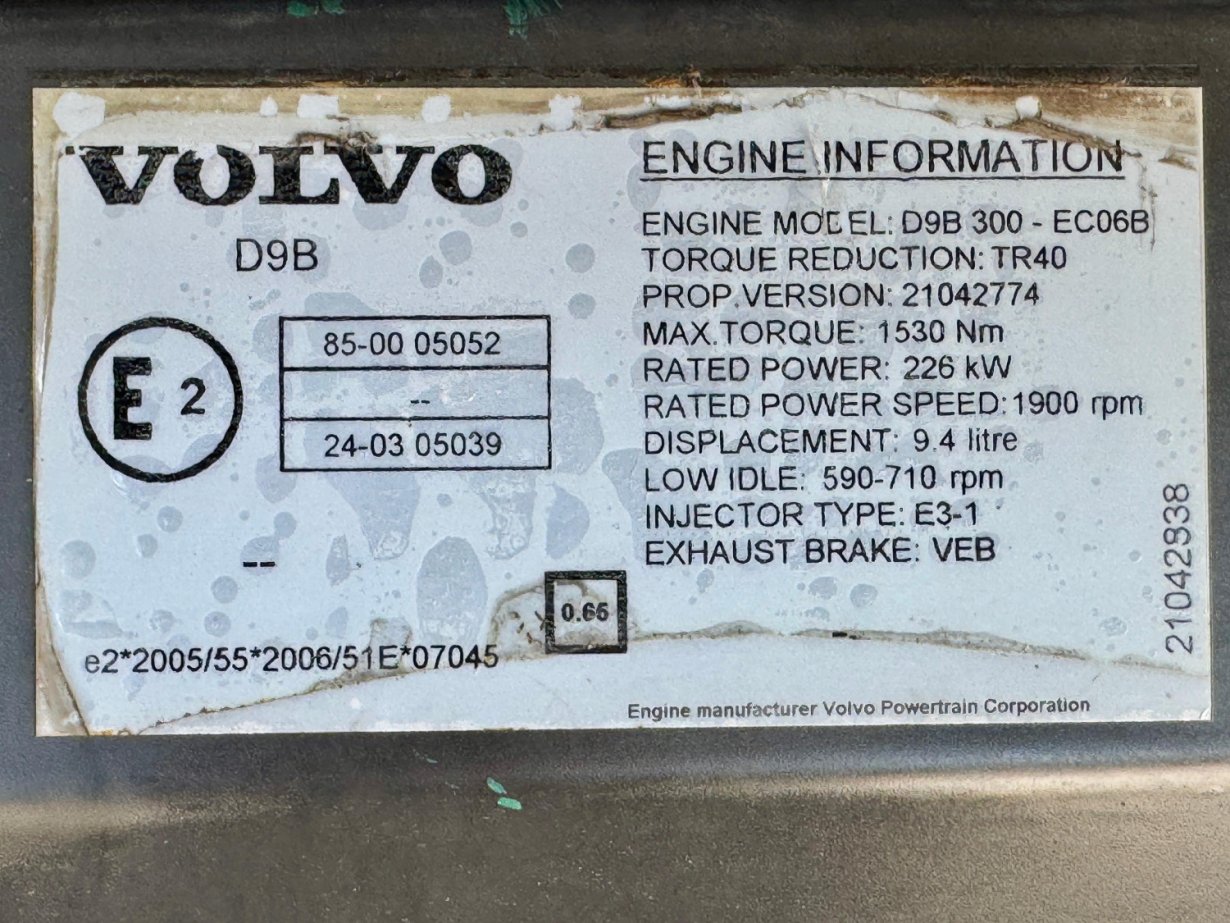 VOLVO
D9B
E 2
85-00 05052
--
24-03 05039
--
0.65
e2*2005/55*2006/51E*07045
ENGINE INFORMATION
ENGINE MODEL: D9B 300 - EC06B
TORQUE REDUCTION: TR40
PROP.VERSION: 21042774
MAX.TORQUE: 1530 Nm
RATED POWER: 226 kW
RATED POWER SPEED: 1900 rpm
DISPLACEMENT: 9.4 litre
LOW IDLE: 590-710 rpm
INJECTOR TYPE: E3-1
EXHAUST BRAKE: VEB
21042838
Engine manufacturer Volvo Powertrain Corporation